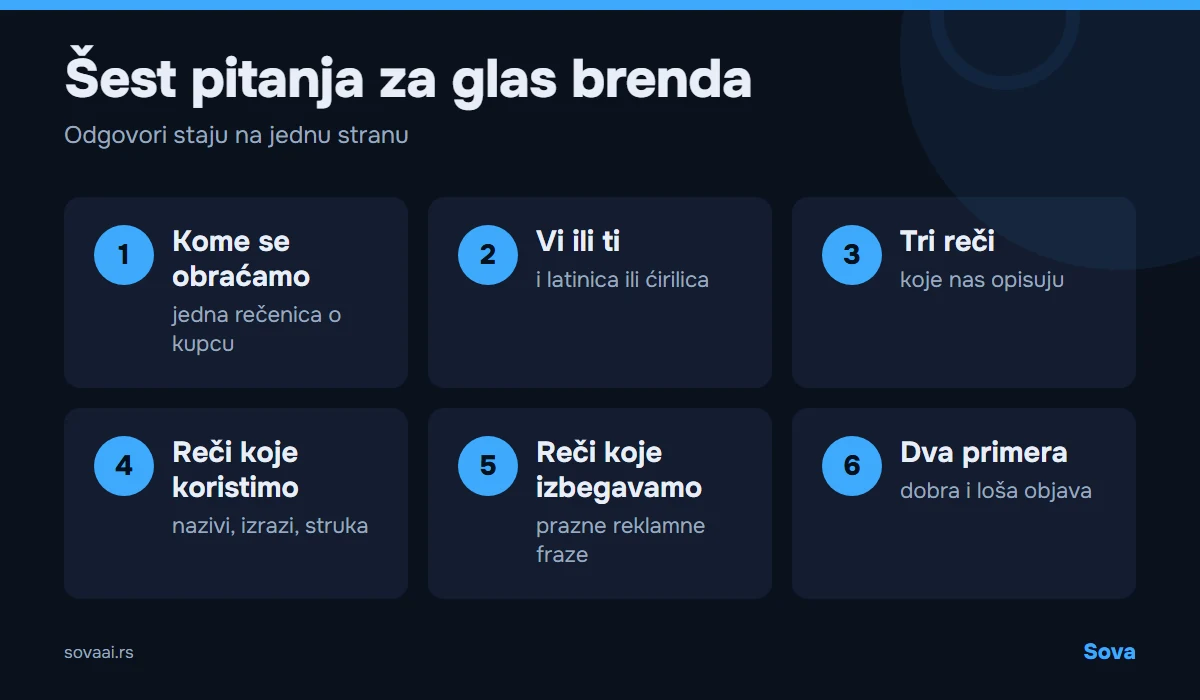 Šest pitanja za glas brenda
Odgovori staju na jednu stranu
1
Kome se
obraćamo
jedna rečenica o
kupcu
2
Vi ili ti
i latinica ili ćirilica
3
Tri reči
koje nas opisuju
4
Reči koje
koristimo
nazivi, izrazi, struka
5
Reči koje
izbegavamo
prazne reklamne
fraze
6
Dva primera
dobra i loša objava
sovaai.rs
Sova